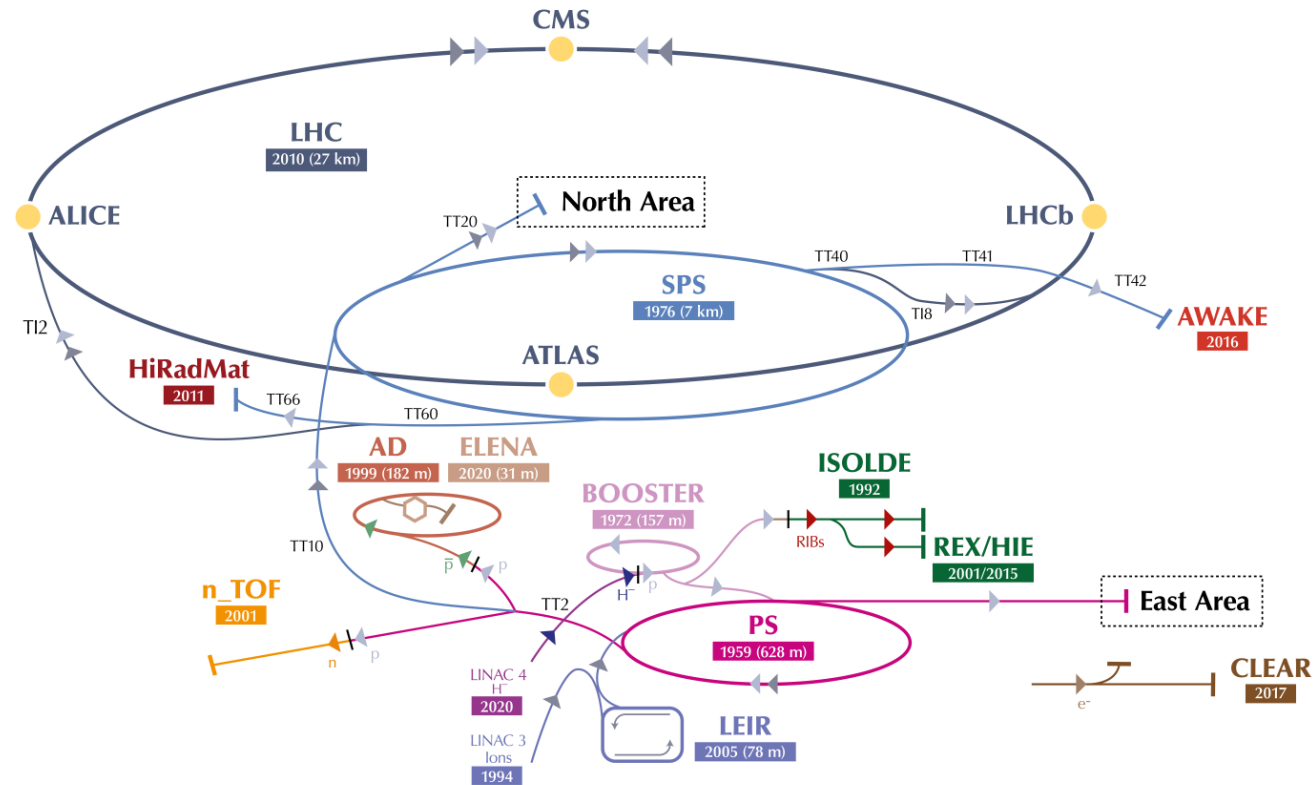 CMS
LHC
2010 (27 km)
ALICE
TT20
North Area
LHCb
TT40
TT41
TT42
SPS
1976 (7 km)
TI8
AWAKE
2016
TI2
HiRadMat
2011
ATLAS
TT66
TT60
AD
1999 (182 m)
ELENA
2020 (31 m)
ISOLDE
1992
BOOSTER
1972 (157 m)
RIBs
REX/HIE
2001/2015
TT10
p̅
p
H⁻
p
n_TOF
2001
TT2
East Area
n
p
PS
1959 (628 m)
LINAC 4
H⁻
2020
CLEAR
2017
e⁻
LINAC 3
Ions
1994
LEIR
2005 (78 m)